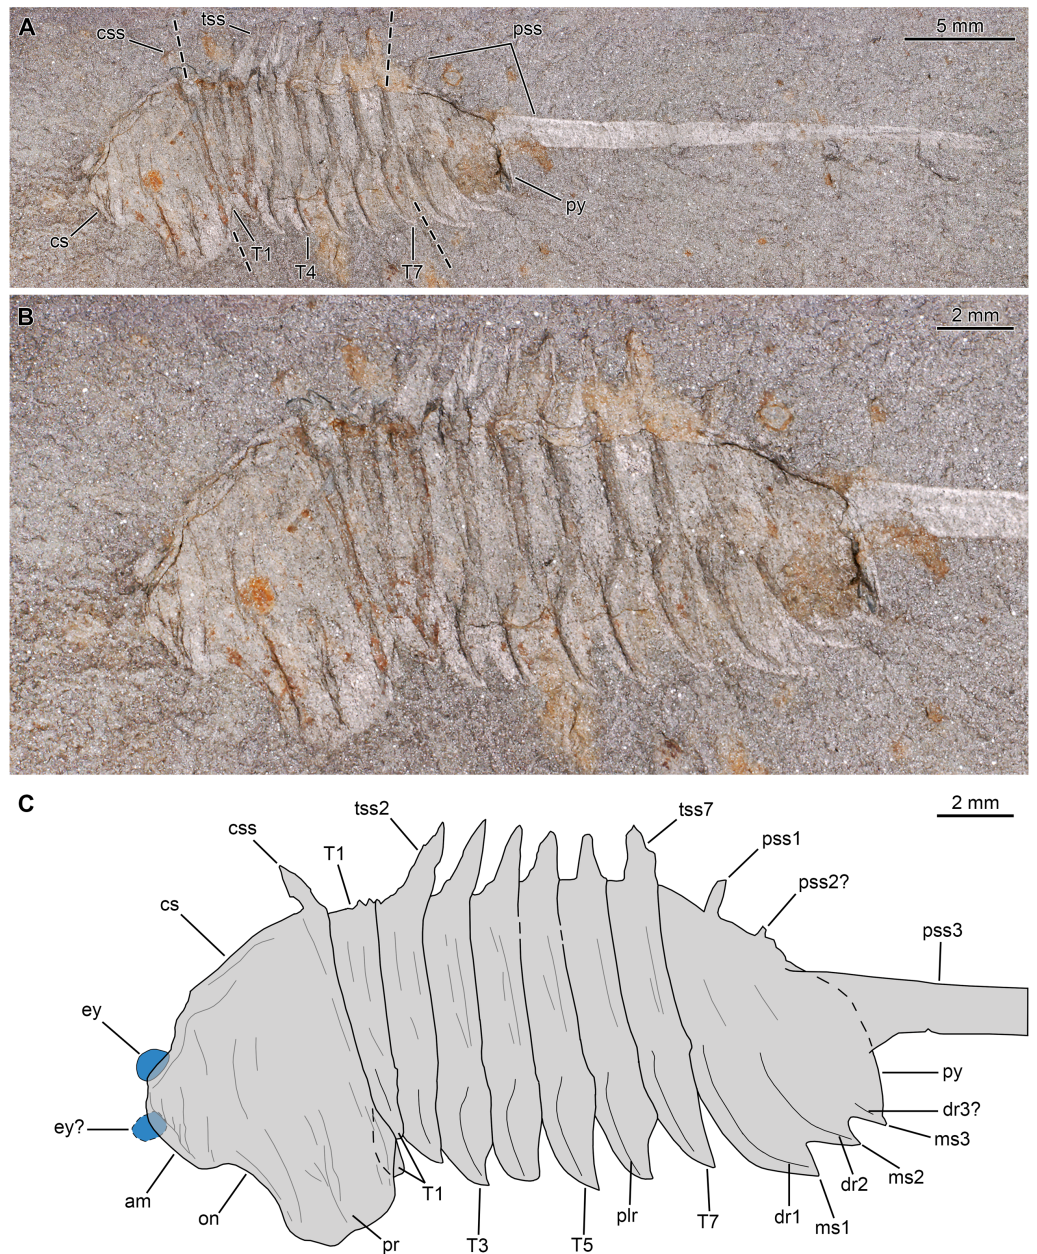 A
css
tss
pss
5 mm
cs
T1
T4
T7
py
B
2 mm
C
2 mm
tss2
tss7
css
T1
pss1
pss2?
cs
pss3
ey
py
dr3?
ey?
ms3
ms2
am
dr2
on
T1
dr1
ms1
pr
T3
T5
plr
T7